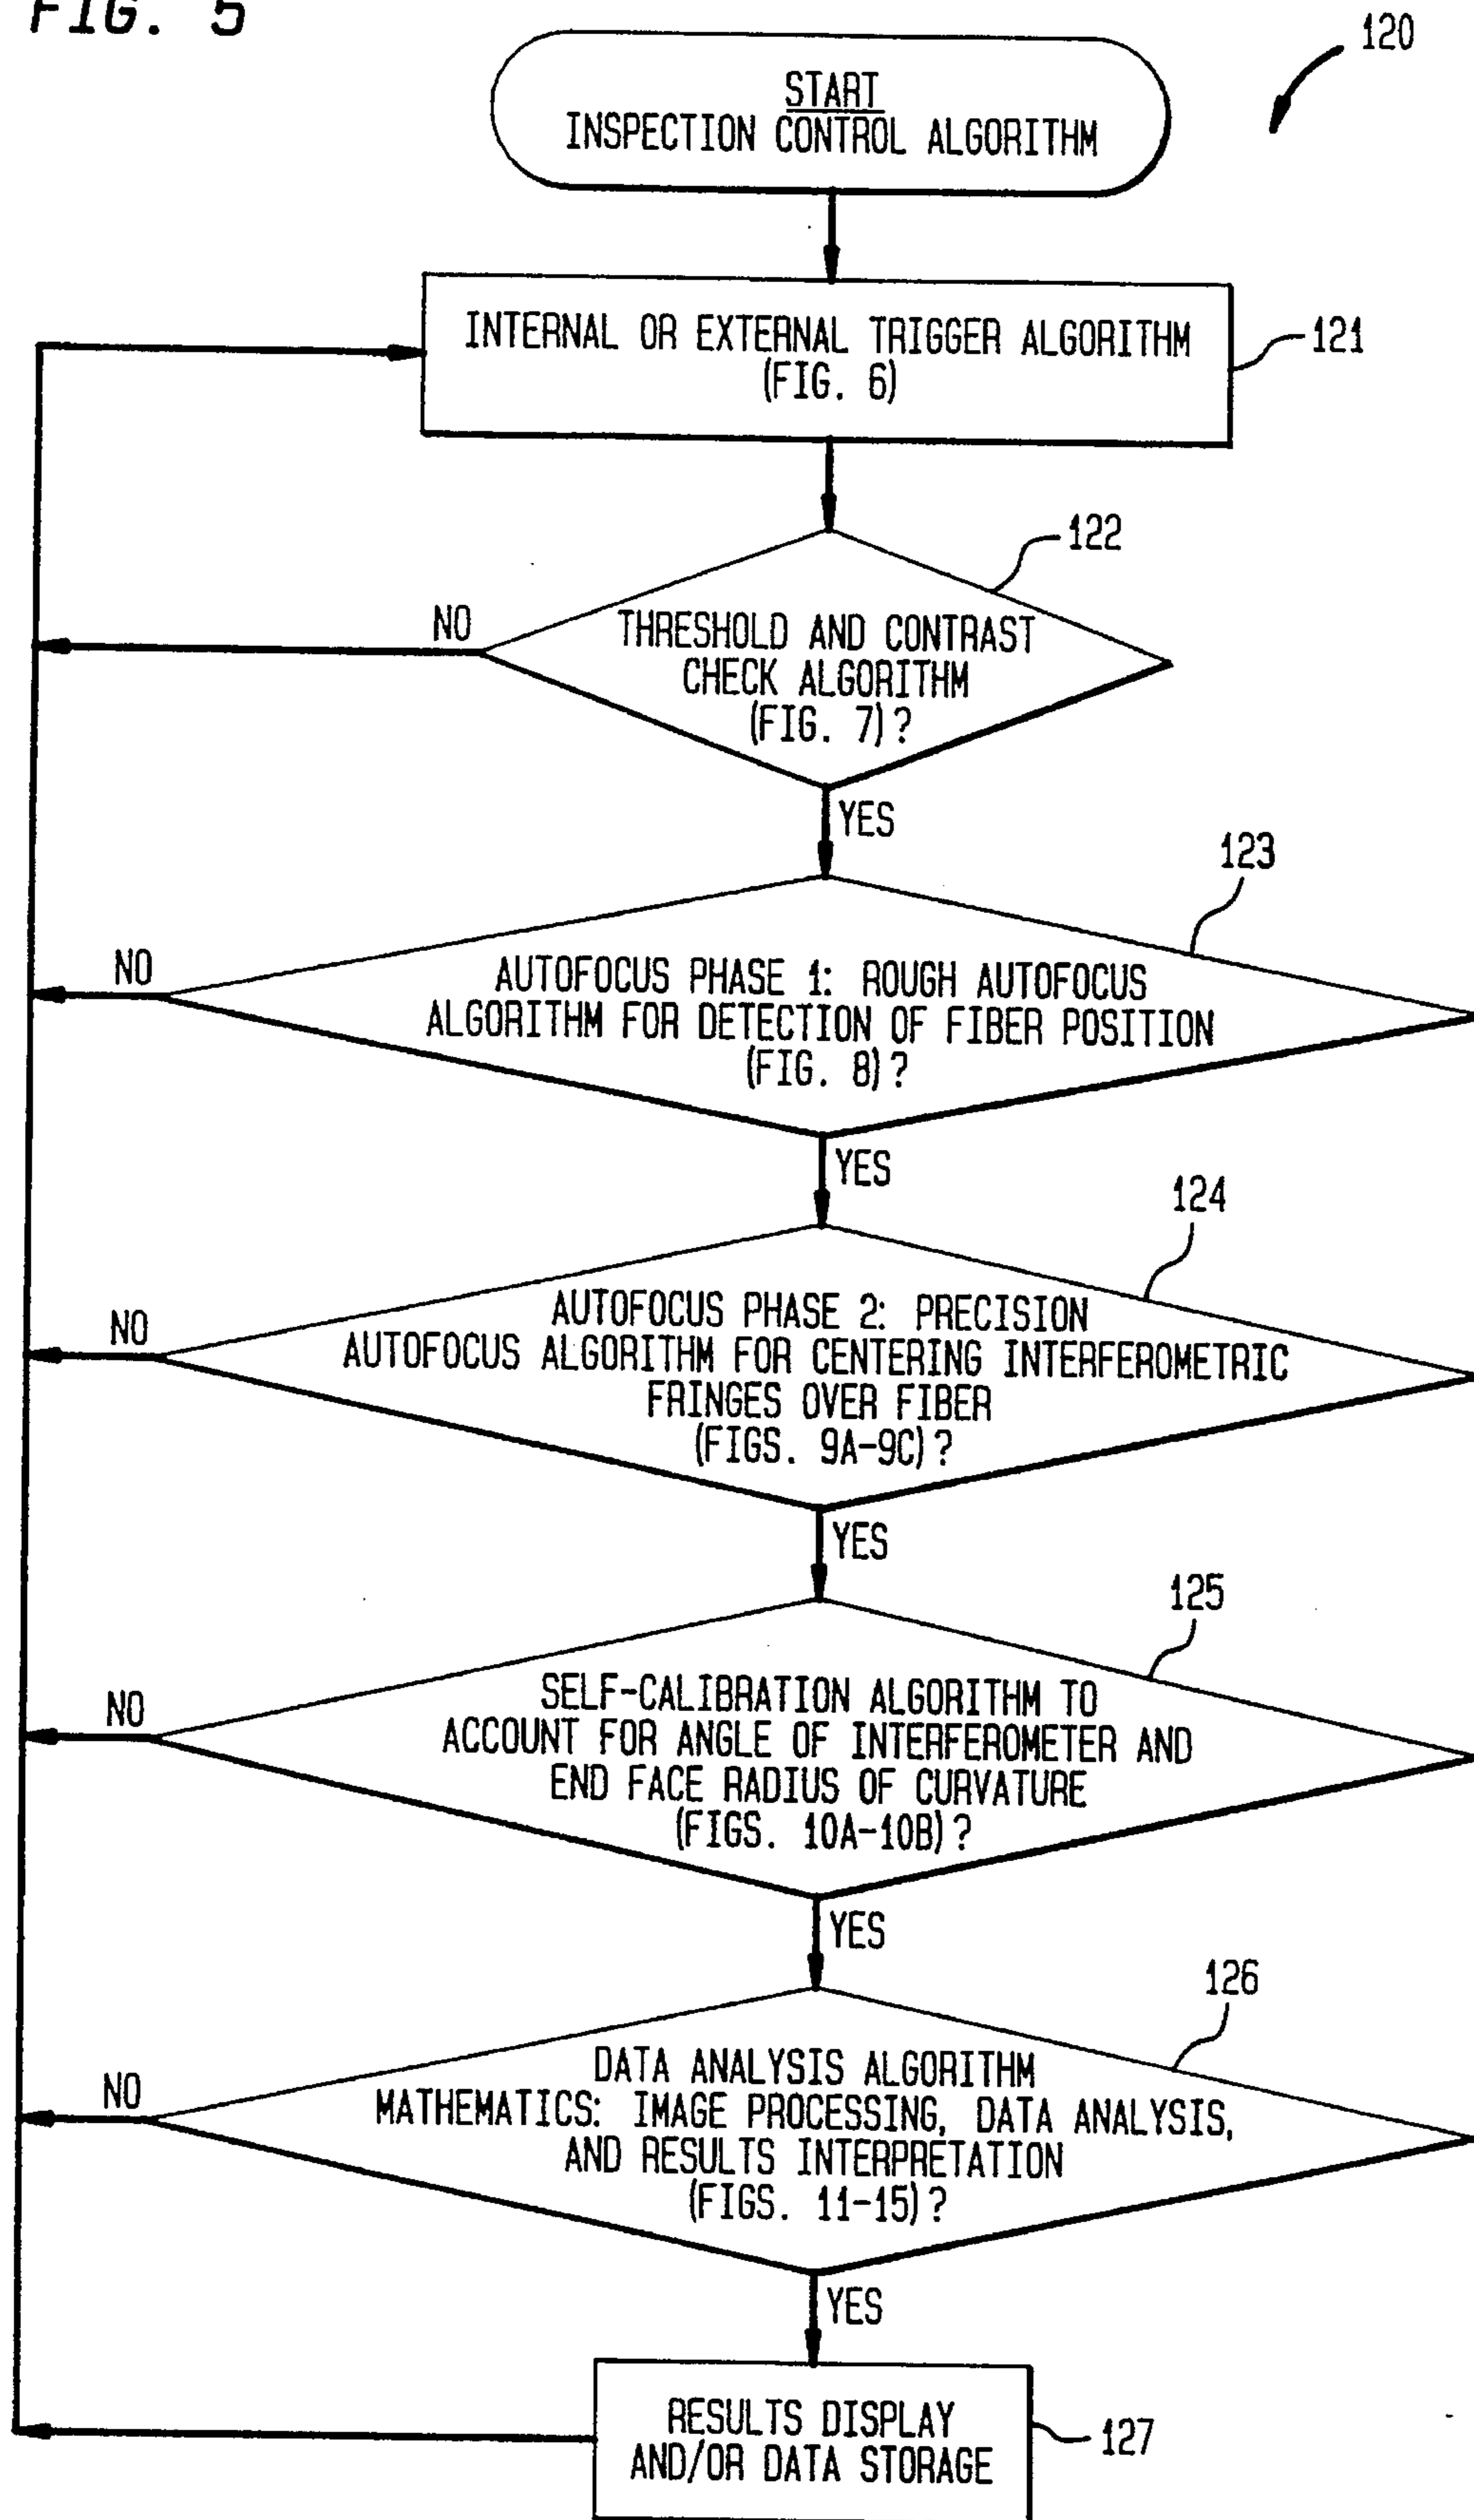 FIG. 5
120
START
INSPECTION CONTROL ALGORITHM
INTERNAL OR EXTERNAL TRIGGER ALGORITHM
(FIG. 6)
121
122
NO
THRESHOLD AND CONTRAST
CHECK ALGORITHM
(FIG. 7)?
YES
123
NO
AUTOFOCUS PHASE 1: ROUGH AUTOFOCUS
ALGORITHM FOR DETECTION OF FIBER POSITION
(FIG. 8)?
YES
124
NO
AUTOFOCUS PHASE 2: PRECISION
AUTOFOCUS ALGORITHM FOR CENTERING INTERFEROMETRIC
FRINGES OVER FIBER
(FIGS. 9A-9C)?
YES
125
NO
SELF-CALIBRATION ALGORITHM TO
ACCOUNT FOR ANGLE OF INTERFEROMETER AND
END FACE RADIUS OF CURVATURE
(FIGS. 10A-10B)?
YES
126
NO
DATA ANALYSIS ALGORITHM
MATHEMATICS: IMAGE PROCESSING, DATA ANALYSIS,
AND RESULTS INTERPRETATION
(FIGS. 11-15)?
YES
RESULTS DISPLAY
AND/OR DATA STORAGE
127